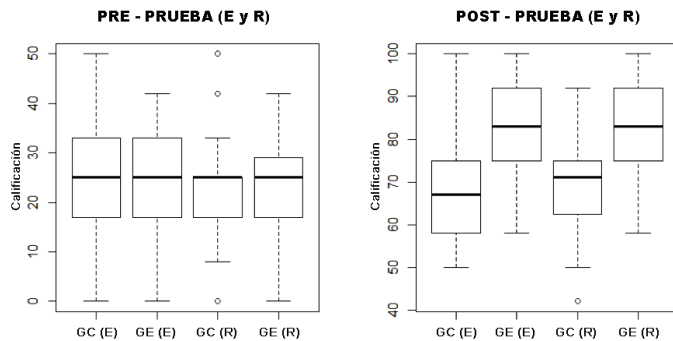 PRE - PRUEBA (E y R)
Calificación
50
40
30
20
10
0
GC (E) GE (E) GC (R) GE (R)
POST - PRUEBA (E y R)
Calificación
100
90
80
70
60
50
40
GC (E) GE (E) GC (R) GE (R)